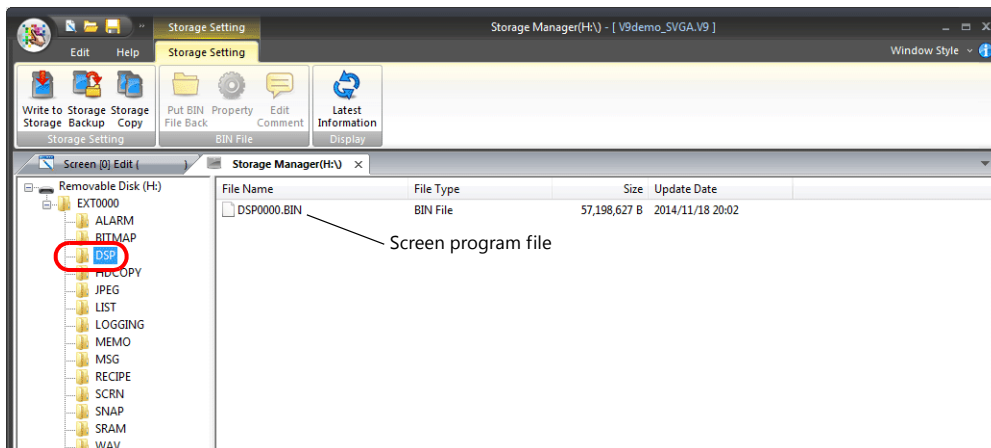 Storage Setting
Storage Manager(H:\) - [ V9demo_SVGA.V9 ]
Edit Help Storage Setting
Window Style
Write to Storage
Storage Backup
Storage Copy
Put BIN File Back
Property
Edit Comment
Latest Information
Storage Setting BIN File Display
Screen [0] Edit ( )
Storage Manager(H:\)
Removable Disk (H:)
EXT0000
ALARM
BITMAP
DSP
HDCOPY
JPEG
LIST
LOGGING
MEMO
MSG
RECIPE
SCRN
SNAP
SRAM
WAV
File Name File Type Size Update Date
DSP0000.BIN BIN File 57,198,627 B 2014/11/18 20:02
Screen program file